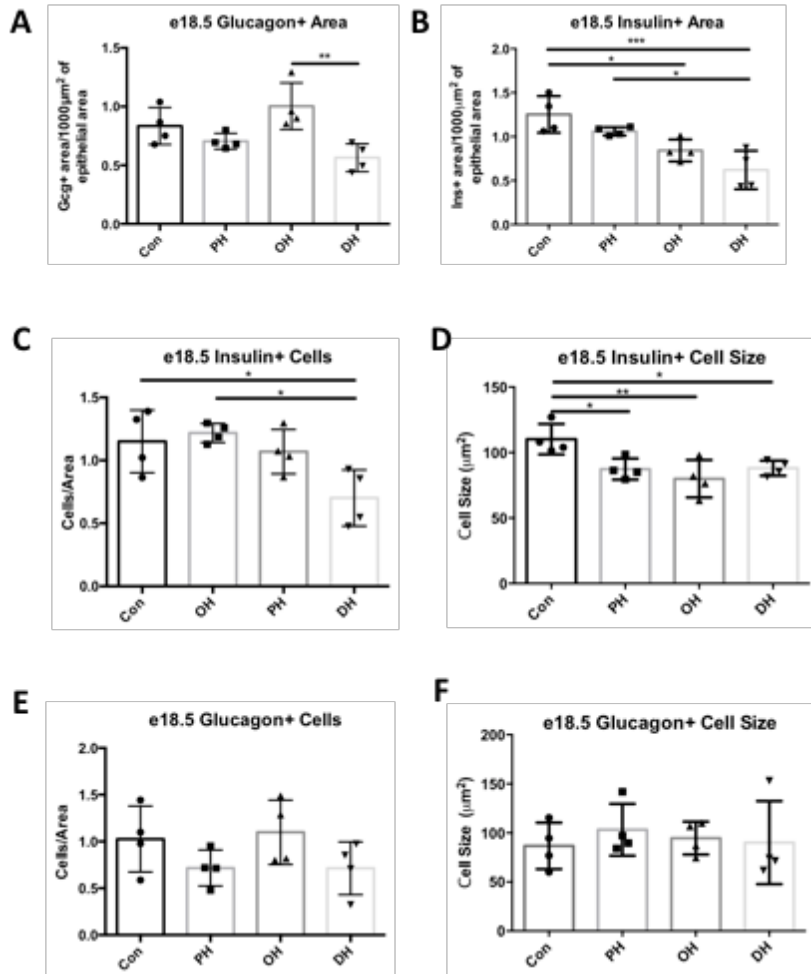 A
e18.5 Glucagon+ Area
**
Gcg+ area/1000µm² of
epithelial area
1.5
1.0
0.5
0.0
Con
PH
OH
DH
B
e18.5 Insulin+ Area
***
*
*
Ins+ area/1000µm² of
epithelial area
2.0
1.5
1.0
0.5
0.0
Con
PH
OH
DH
C
e18.5 Insulin+ Cells
*
*
Cells/Area
1.5
1.0
0.5
0.0
Con
OH
PH
DH
D
e18.5 Insulin+ Cell Size
*
**
*
Cell Size (µm²)
150
100
50
0
Con
PH
OH
DH
E
e18.5 Glucagon+ Cells
Cells/Area
2.0
1.5
1.0
0.5
0.0
Con
PH
OH
DH
F
e18.5 Glucagon+ Cell Size
Cell Size (µm²)
200
150
100
50
0
Con
PH
OH
DH